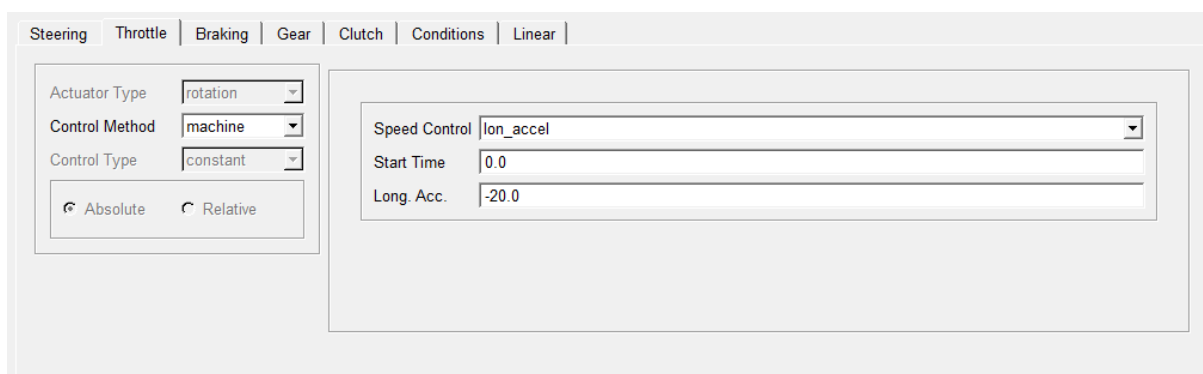 Steering Throttle Braking Gear Clutch Conditions Linear
Actuator Type rotation
Control Method machine
Control Type constant
Absolute Relative
Speed Control lon_accel
Start Time 0.0
Long. Acc. -20.0